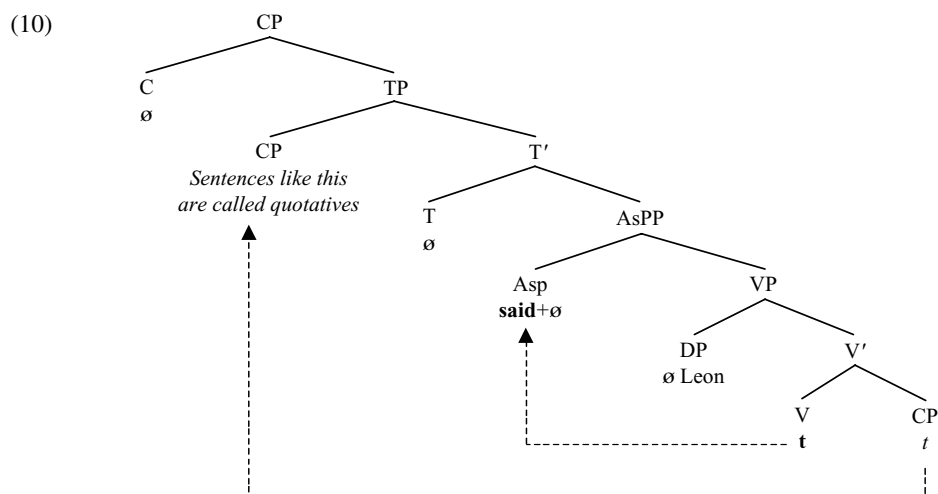 (10)
CP
C
TP
ø
CP
T′
Sentences like this
are called quotatives
T
AsPP
ø
Asp
VP
said+ø
DP
V′
ø Leon
V
CP
t
t